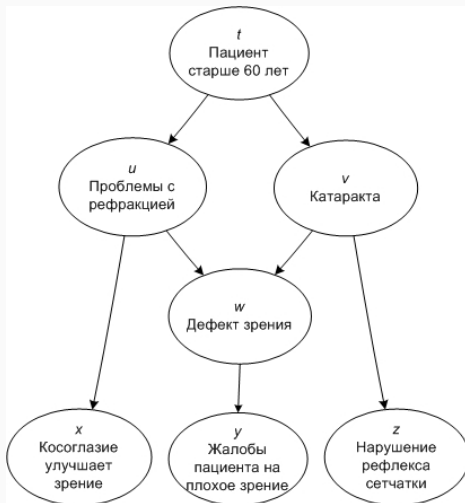 t
Пациент
старше 60 лет
u
Проблемы с
рефракцией
v
Катаракта
w
Дефект зрения
x
Косоглазие
улучшает
зрение
y
Жалобы
пациента на
плохое зрение
z
Нарушение
рефлекса
сетчатки